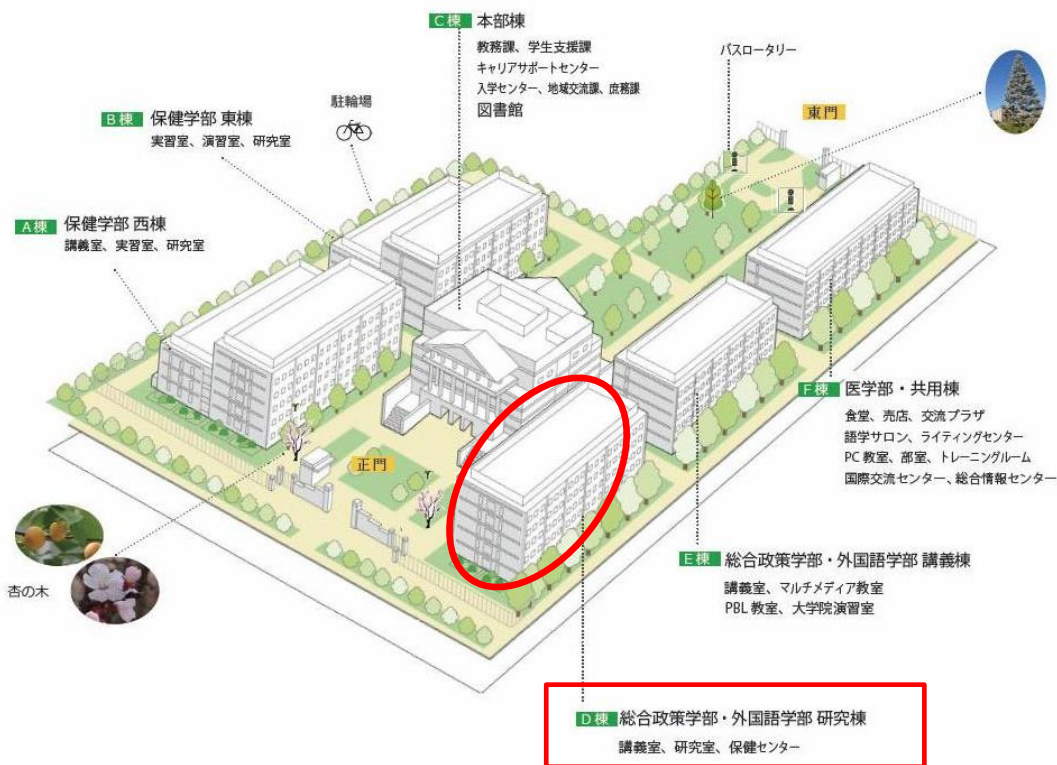 C棟 本部棟
教務課、学生支援課
キャリアサポートセンター
入学センター、地域交流課、庶務課
図書館
バスロータリー
東門
駐輪場
B棟 保健学部 東棟
実習室、演習室、研究室
A棟 保健学部 西棟
講義室、実習室、研究室
正門
F棟 医学部・共用棟
食堂、売店、交流プラザ
語学サロン、ライティングセンター
PC 教室、部室、トレーニングルーム
国際交流センター、総合情報センター
杏の木
E棟 総合政策学部・外国語学部 講義棟
講義室、マルチメディア教室
PBL 教室、大学院演習室
D棟 総合政策学部・外国語学部 研究棟
講義室、研究室、保健センター